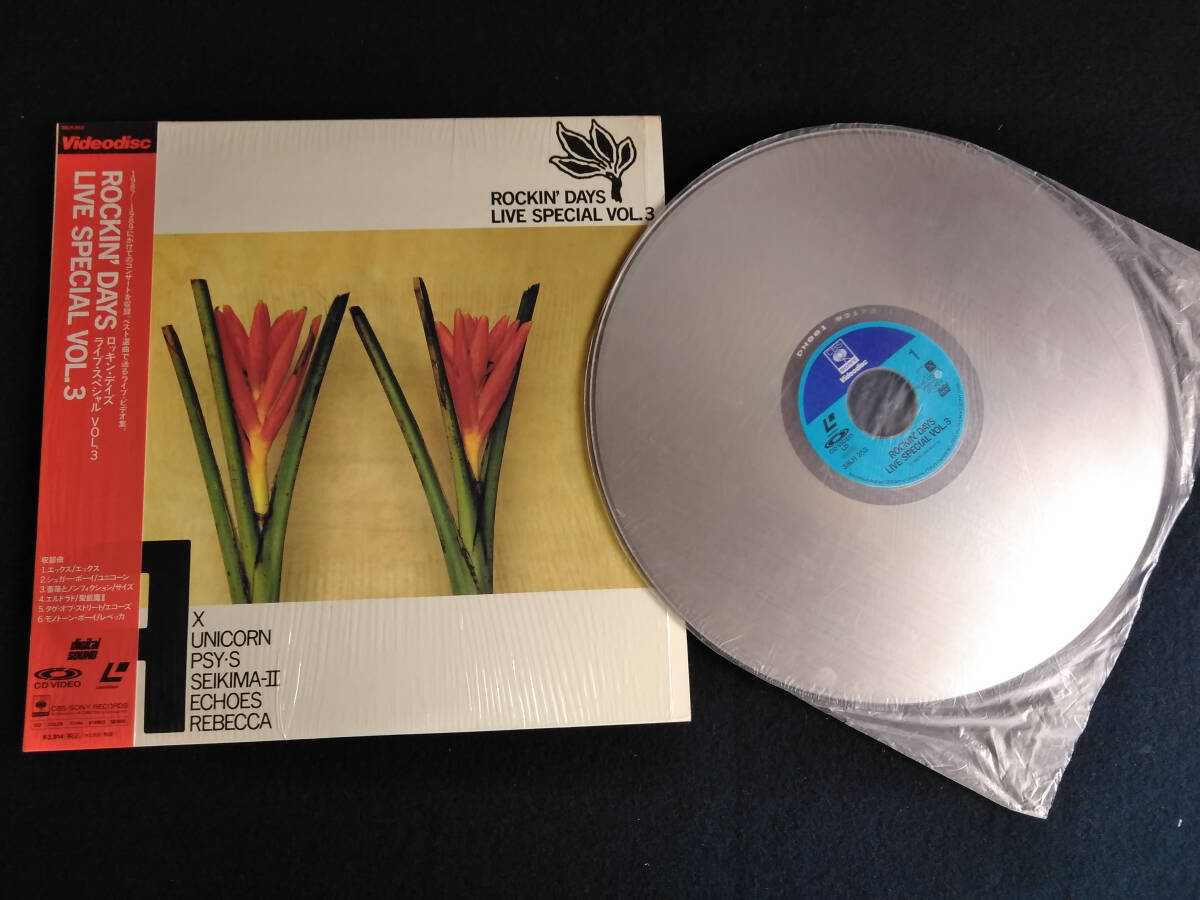 Videodisc
ROCKIN' DAYS
LIVE SPECIAL VOL.3
ロッキン・デイズ
ライブ・スペシャル VOL.3
収録曲
1.エックス/エックス
2.シュガー・ボーイ/ユニコーン
3.薔薇とノンフィクション/サイズ
4.エルドラド/聖飢魔Ⅱ
5.タグ・オブ・ストリート/エコーズ
6.モノトーン・ボーイ/レベッカ
digital
SOUND
CD VIDEO
CBS/SONY RECORDS
ROCKIN' DAYS
LIVE SPECIAL VOL.3
X
UNICORN
PSY・S
SEIKIMA-II
ECHOES
REBECCA
Videodisc
1
ROCKIN' DAYS
LIVE SPECIAL VOL.3